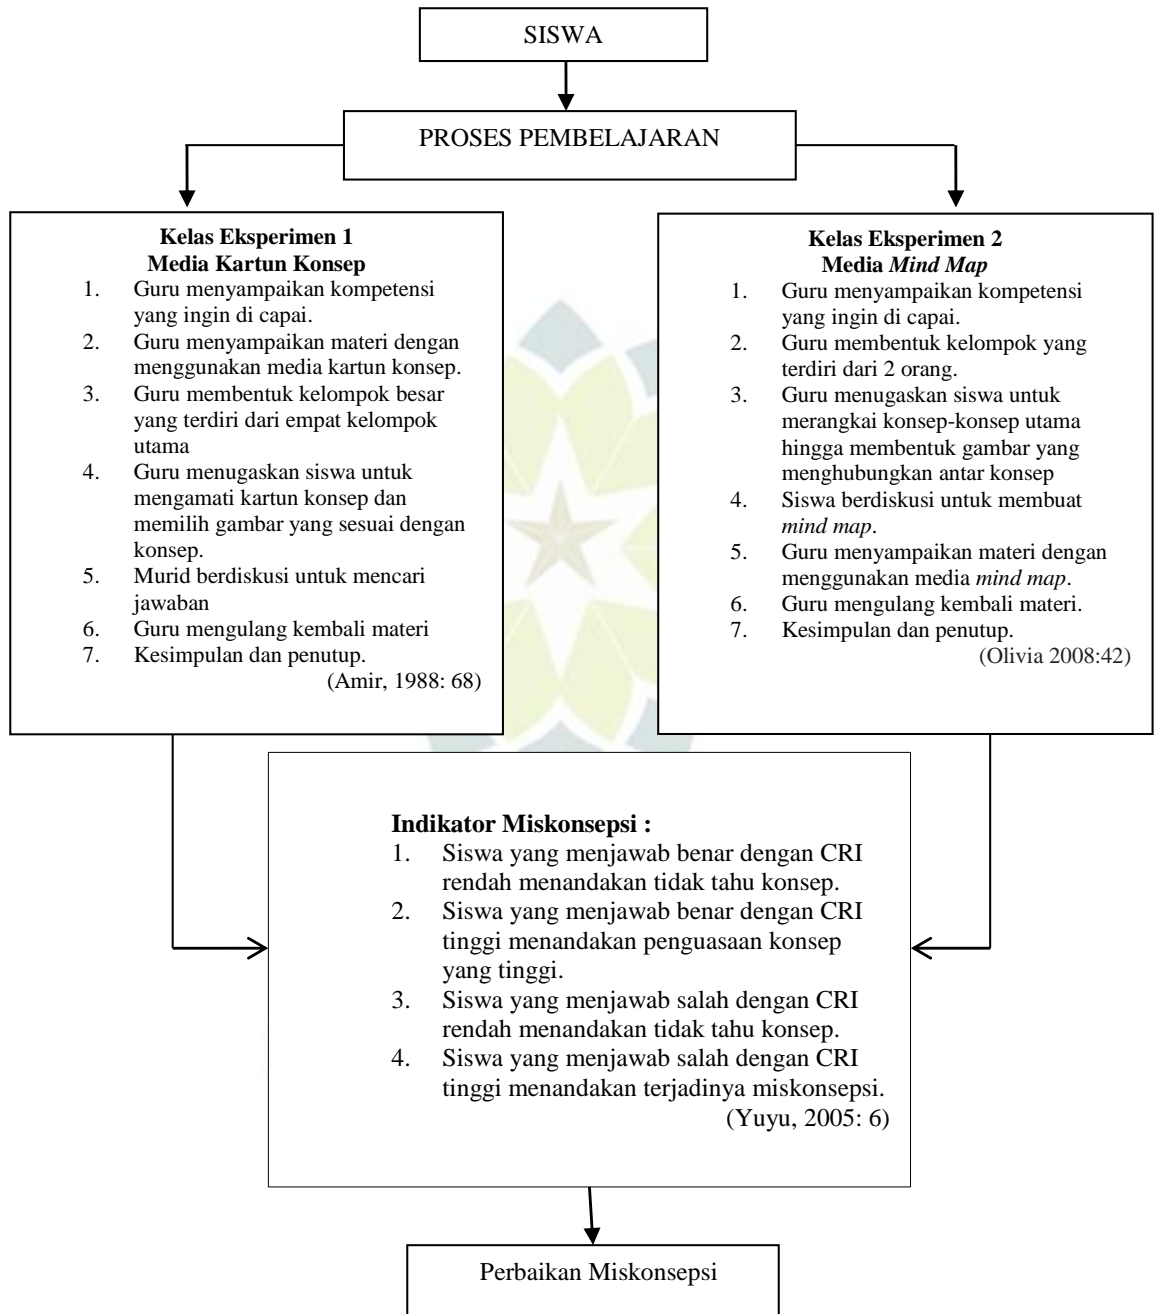 SISWA
PROSES PEMBELAJARAN
Kelas Eksperimen 1
Media Kartun Konsep
1. Guru menyampaikan kompetensi
yang ingin di capai.
2. Guru menyampaikan materi dengan
menggunakan media kartun konsep.
3. Guru membentuk kelompok besar
yang terdiri dari empat kelompok
utama
4. Guru menugaskan siswa untuk
mengamati kartun konsep dan
memilih gambar yang sesuai dengan
konsep.
5. Murid berdiskusi untuk mencari
jawaban
6. Guru mengulang kembali materi
7. Kesimpulan dan penutup.
(Amir, 1988: 68)
Kelas Eksperimen 2
Media Mind Map
1. Guru menyampaikan kompetensi
yang ingin di capai.
2. Guru membentuk kelompok yang
terdiri dari 2 orang.
3. Guru menugaskan siswa untuk
merangkai konsep-konsep utama
hingga membentuk gambar yang
menghubungkan antar konsep
4. Siswa berdiskusi untuk membuat
mind map.
5. Guru menyampaikan materi dengan
menggunakan media mind map.
6. Guru mengulang kembali materi.
7. Kesimpulan dan penutup.
(Olivia 2008:42)
Indikator Miskonsepsi :
1. Siswa yang menjawab benar dengan CRI
rendah menandakan tidak tahu konsep.
2. Siswa yang menjawab benar dengan CRI
tinggi menandakan penguasaan konsep
yang tinggi.
3. Siswa yang menjawab salah dengan CRI
rendah menandakan tidak tahu konsep.
4. Siswa yang menjawab salah dengan CRI
tinggi menandakan terjadinya miskonsepsi.
(Yuyu, 2005: 6)
Perbaikan Miskonsepsi